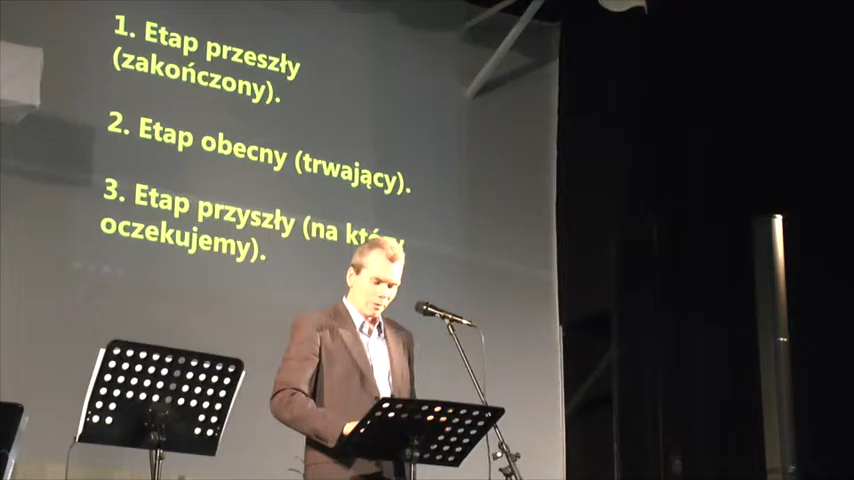 1. Etap przeszły
(zakończony).
2. Etap obecny (trwający).
3. Etap przyszły (na
oczekujemy).